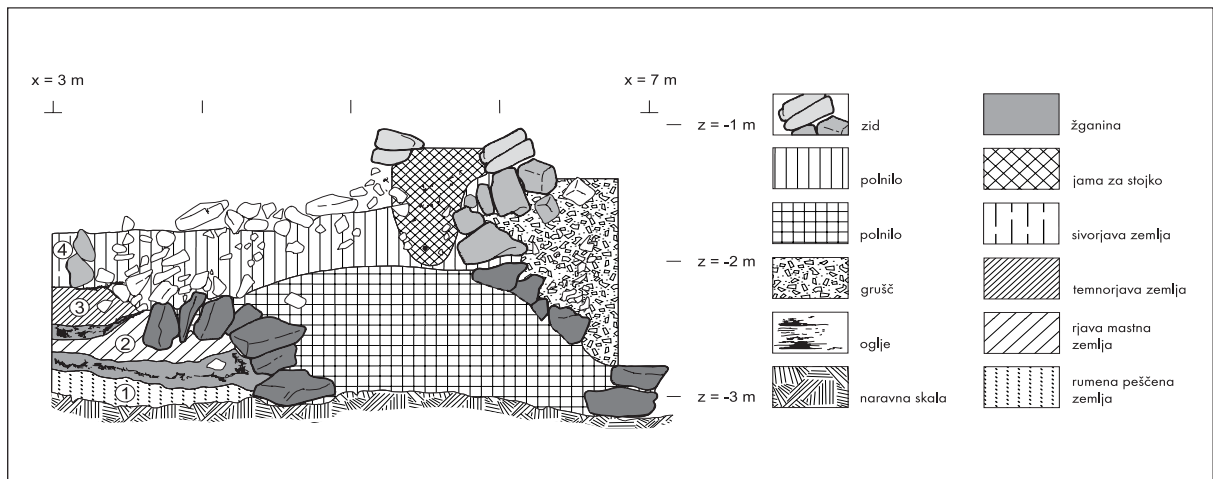 x = 3 m
x = 7 m
z = -1 m
z = -2 m
z = -3 m
4
3
2
1
zid
polnilo
polnilo
grušč
oglje
naravna skala
žganina
jama za stojko
sivorjava zemlja
temnorjava zemlja
rjava mastna
zemlja
rumena peščena
zemlja